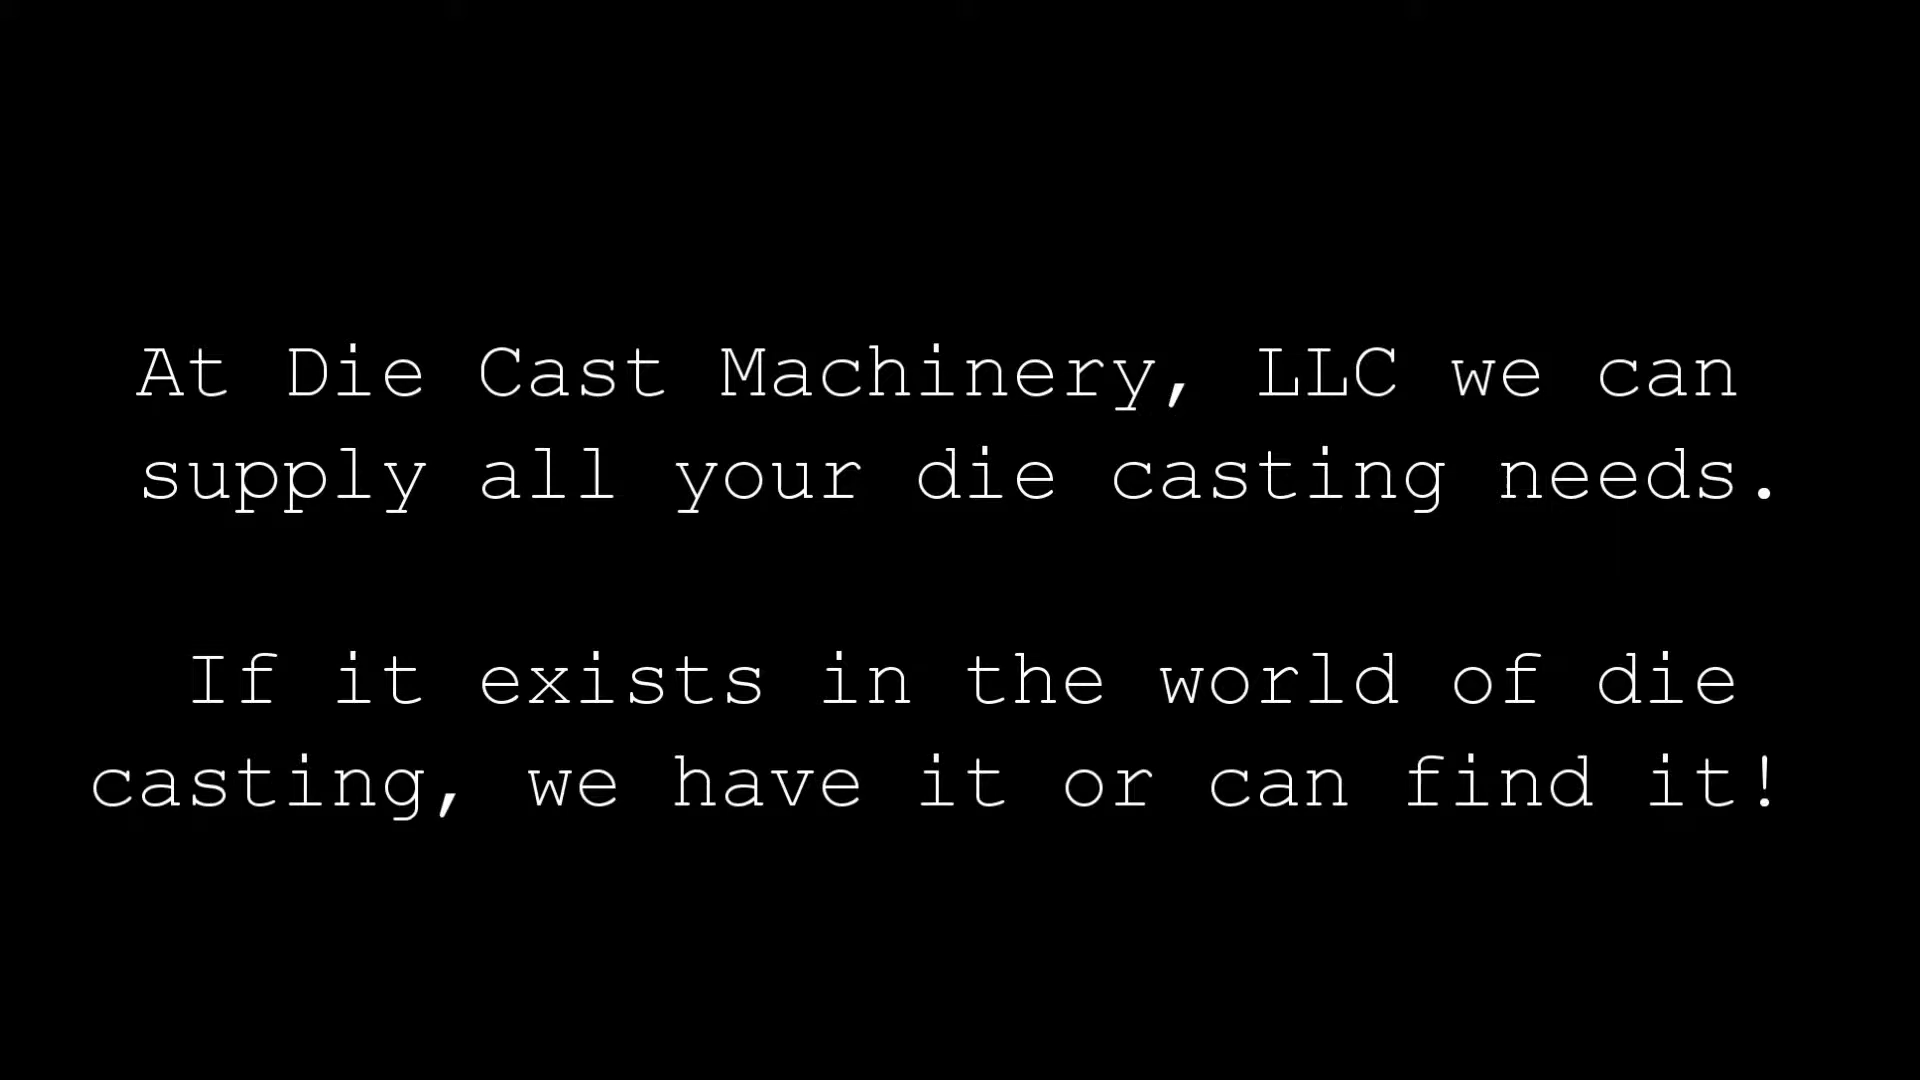 At Die Cast Machinery, LLC we can
supply all your die casting needs.
If it exists in the world of die
casting, we have it or can find it!